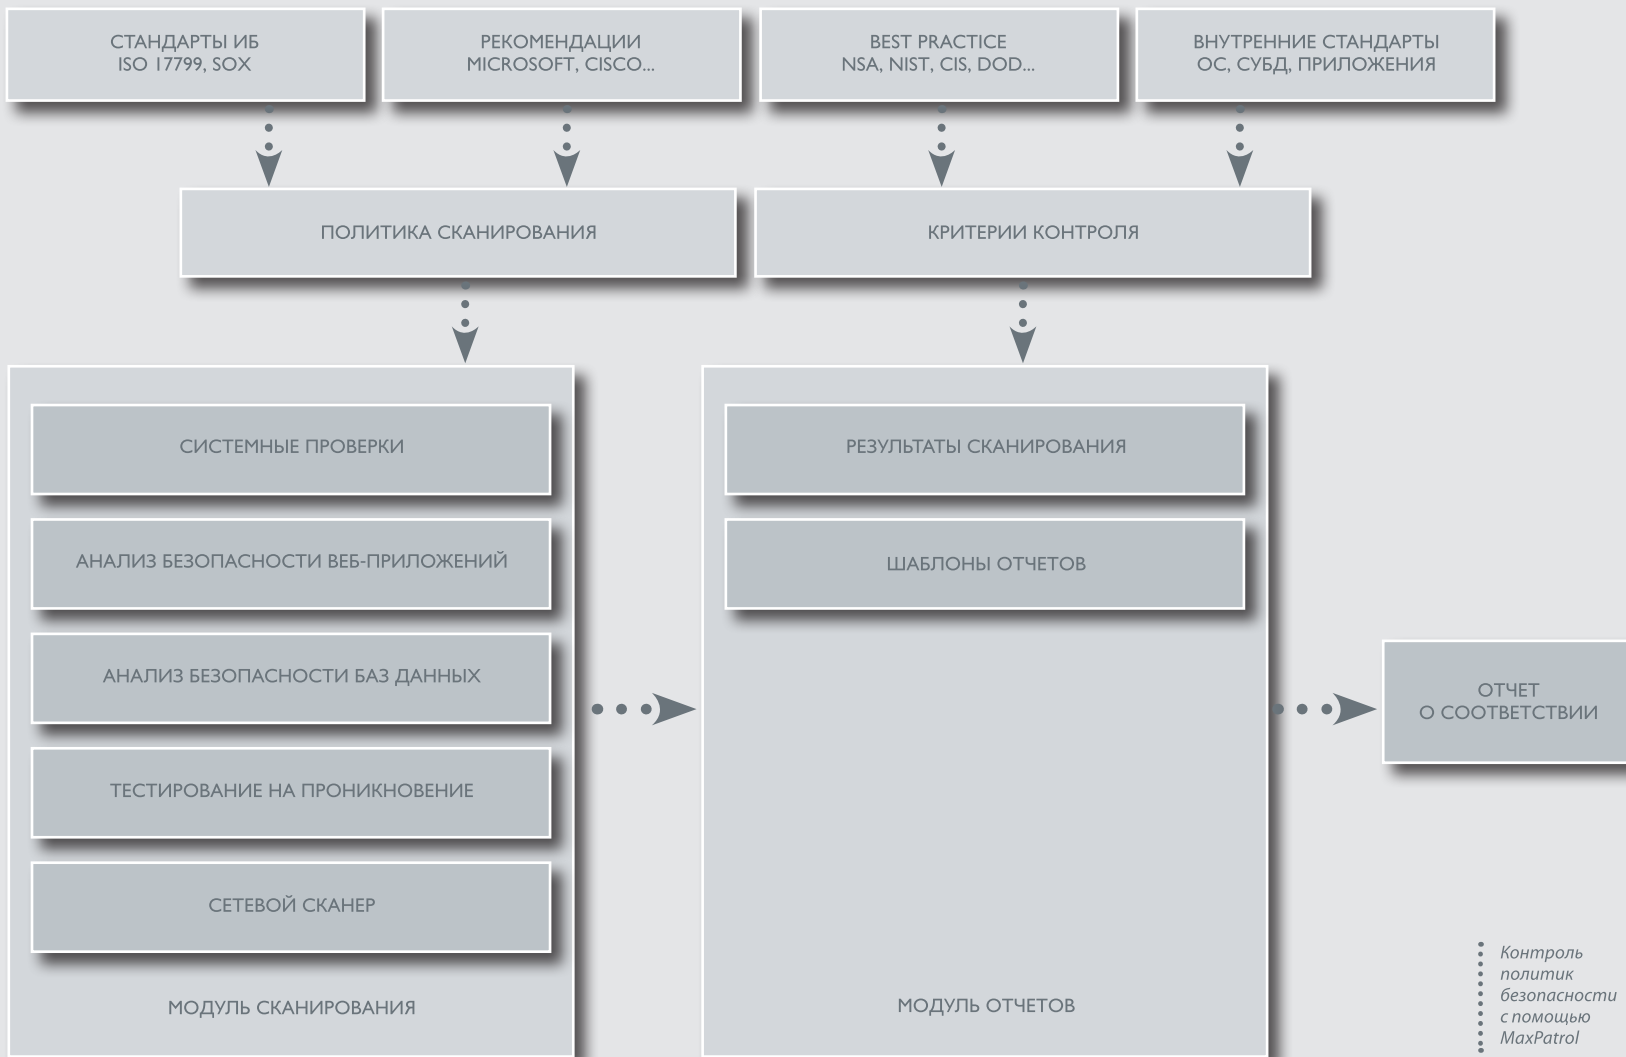 СТАНДАРТЫ ИБ
ISO 17799, SOX
РЕКОМЕНДАЦИИ
MICROSOFT, CISCO...
BEST PRACTICE
NSA, NIST, CIS, DOD...
ВНУТРЕННИЕ СТАНДАРТЫ
ОС, СУБД, ПРИЛОЖЕНИЯ
ПОЛИТИКА СКАНИРОВАНИЯ
КРИТЕРИИ КОНТРОЛЯ
СИСТЕМНЫЕ ПРОВЕРКИ
АНАЛИЗ БЕЗОПАСНОСТИ ВЕБ-ПРИЛОЖЕНИЙ
АНАЛИЗ БЕЗОПАСНОСТИ БАЗ ДАННЫХ
ТЕСТИРОВАНИЕ НА ПРОНИКНОВЕНИЕ
СЕТЕВОЙ СКАНЕР
МОДУЛЬ СКАНИРОВАНИЯ
РЕЗУЛЬТАТЫ СКАНИРОВАНИЯ
ШАБЛОНЫ ОТЧЕТОВ
МОДУЛЬ ОТЧЕТОВ
ОТЧЕТ
О СООТВЕТСТВИИ
Контроль
политик
безопасности
с помощью
MaxPatrol